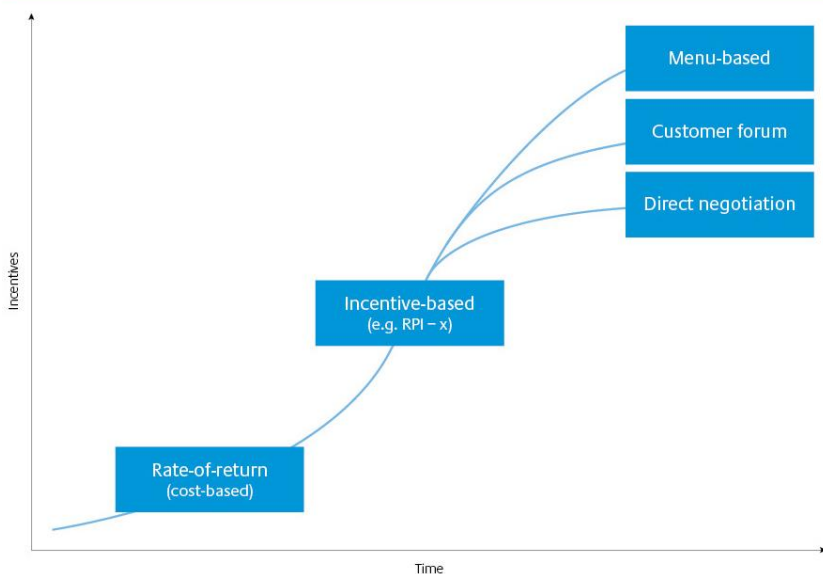 Menu-based
Customer forum
Direct negotiation
Incentives
Incentive-based
(e.g. RPI – x)
Rate-of-return
(cost-based)
Time